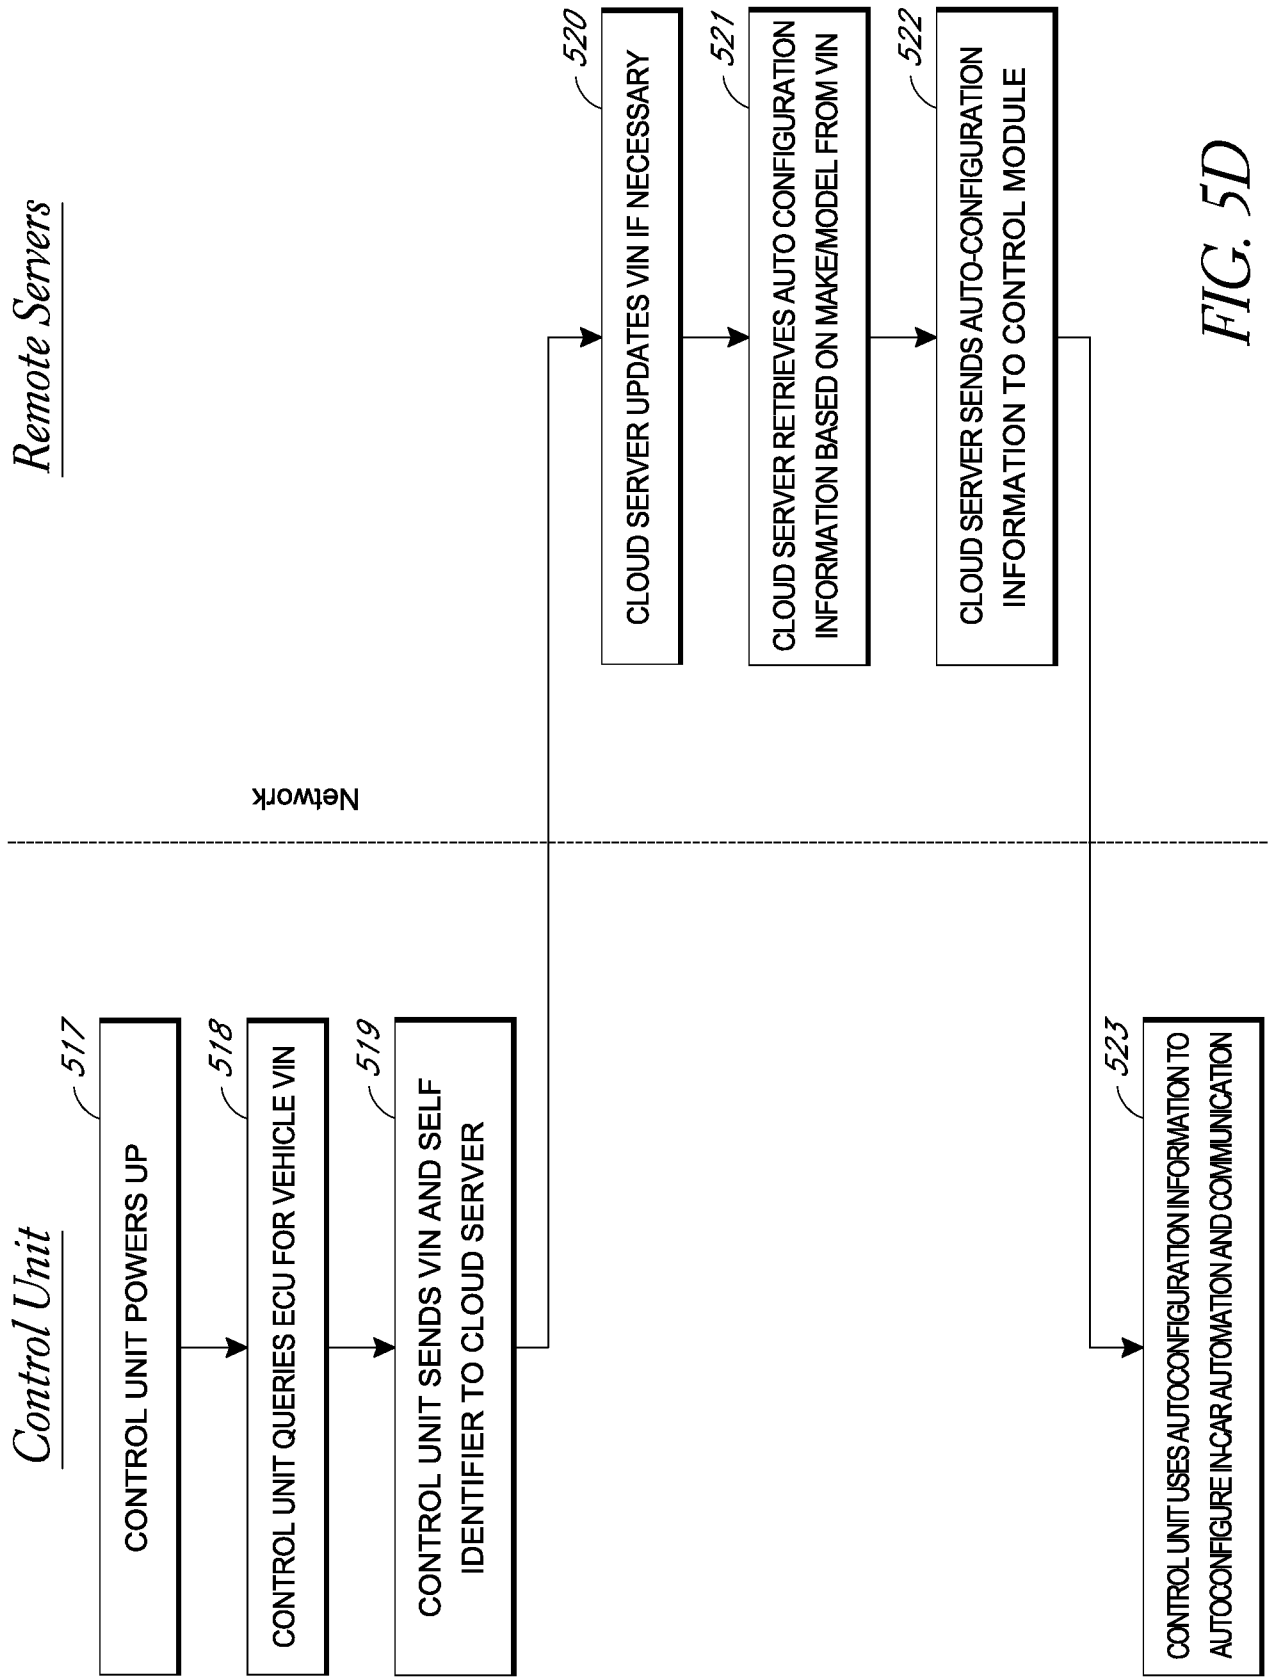 Control Unit
Remote Servers
Network
517
CONTROL UNIT POWERS UP
518
CONTROL UNIT QUERIES ECU FOR VEHICLE VIN
519
CONTROL UNIT SENDS VIN AND SELF
IDENTIFIER TO CLOUD SERVER
520
CLOUD SERVER UPDATES VIN IF NECESSARY
521
CLOUD SERVER RETRIEVES AUTO CONFIGURATION
INFORMATION BASED ON MAKE/MODEL FROM VIN
522
CLOUD SERVER SENDS AUTO-CONFIGURATION
INFORMATION TO CONTROL MODULE
523
CONTROL UNIT USES AUTOCONFIGURATION INFORMATION TO
AUTOCONFIGURE IN-CAR AUTOMATION AND COMMUNICATION
FIG. 5D